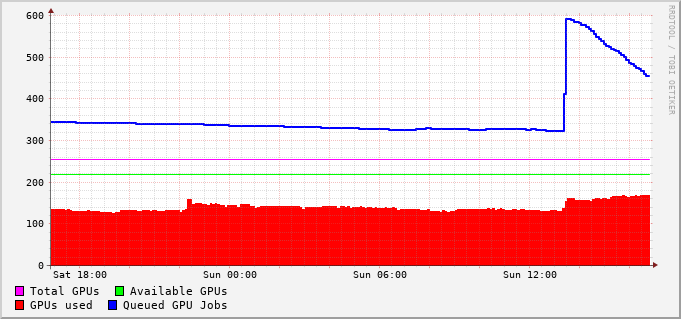 600
500
400
300
200
100
0
Sat 18:00 Sun 00:00 Sun 06:00 Sun 12:00
Total GPUs Available GPUs
GPUs used Queued GPU Jobs
RRDTOOL / TOBI OETIKER